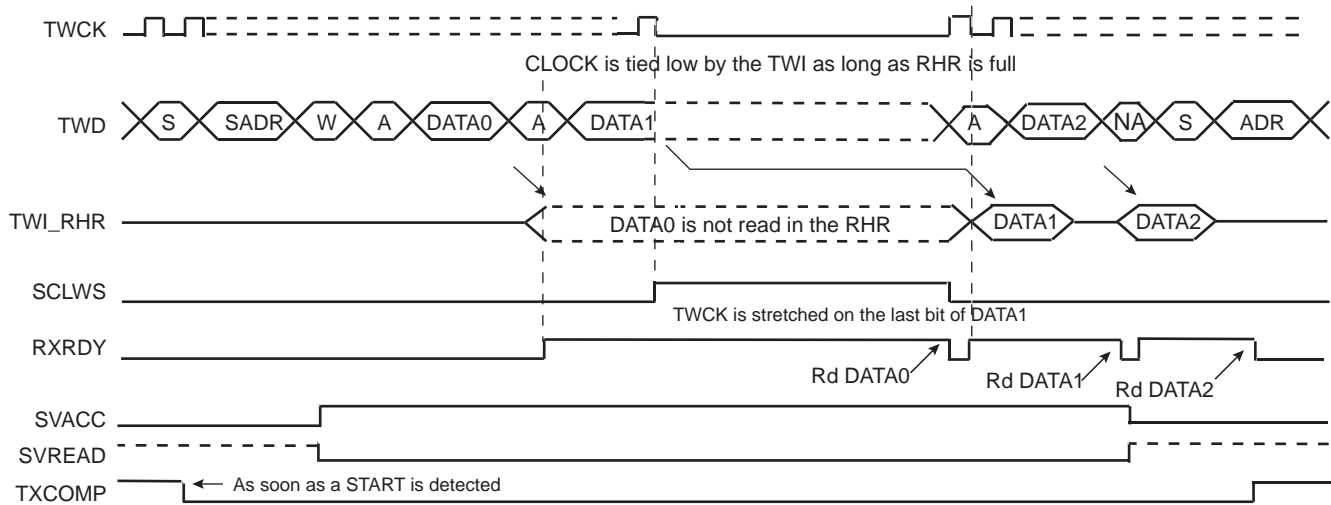 TWCK
CLOCK is tied low by the TWI as long as RHR is full
TWD S SADR W A DATA0 A DATA1 A DATA2 NA S ADR
TWI_RHR DATA0 is not read in the RHR DATA1 DATA2
SCLWS
TWCK is stretched on the last bit of DATA1
RXRDY
Rd DATA0 Rd DATA1 Rd DATA2
SVACC
SVREAD
TXCOMP As soon as a START is detected